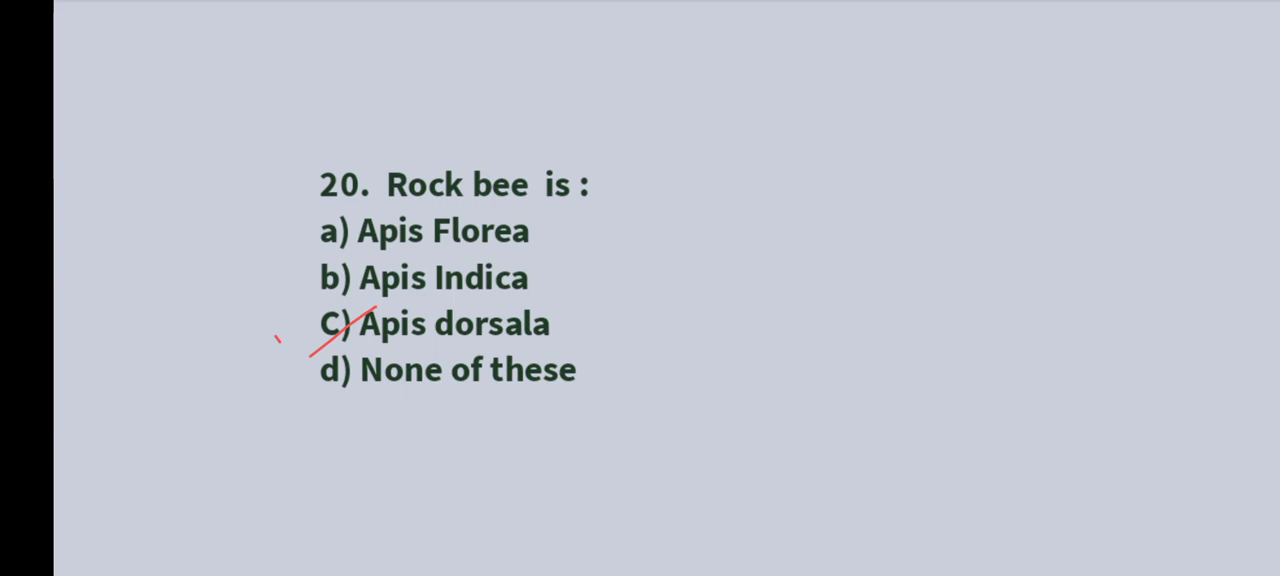 20. Rock bee is :
a) Apis Florea
b) Apis Indica
C) Apis dorsala
d) None of these